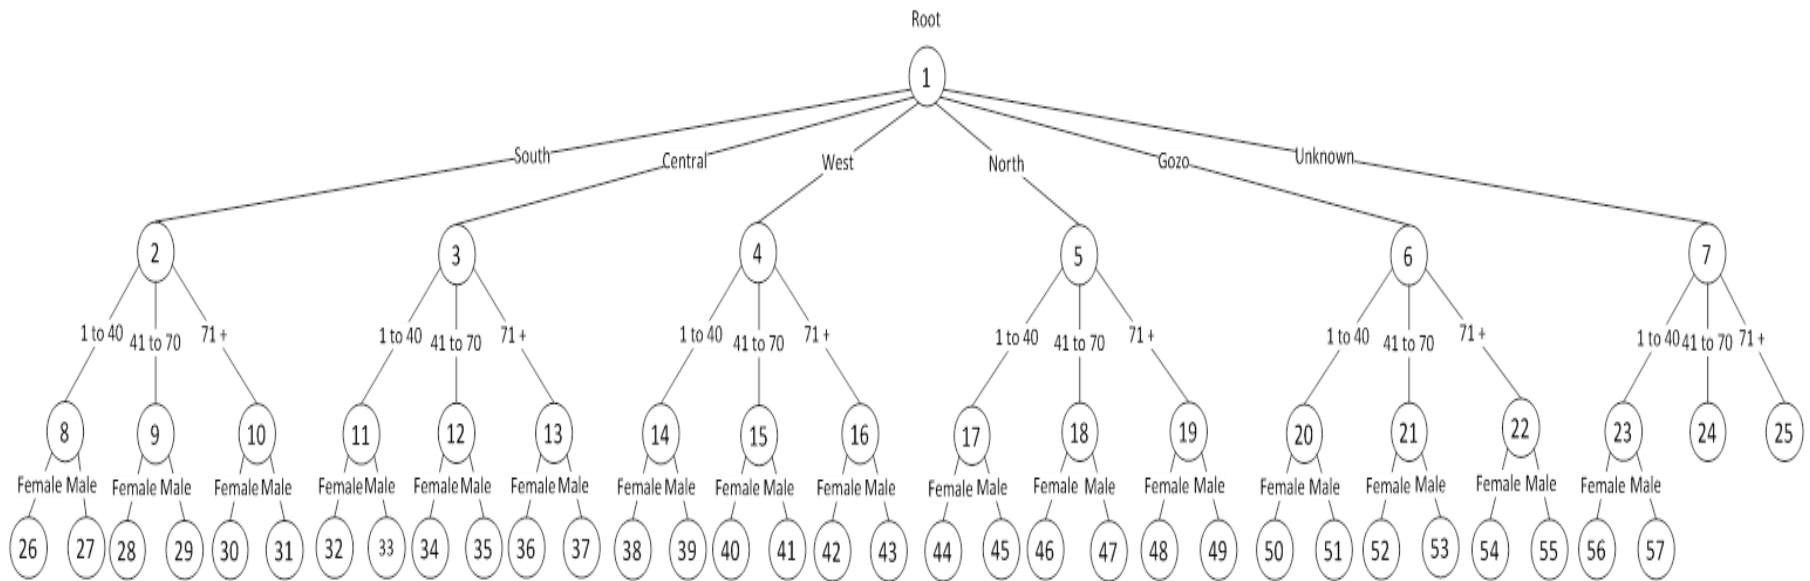 Root
1
South Central West North Gozo Unknown
2 3 4 5 6 7
1 to 40 41 to 70 71 + 1 to 40 41 to 70 71 + 1 to 40 41 to 70 71 + 1 to 40 41 to 70 71 + 1 to 40 41 to 70 71 + 1 to 40 41 to 70 71 +
8 9 10 11 12 13 14 15 16 17 18 19 20 21 22 23 24 25
Female Male Female Male Female Male Female Male Female Male Female Male Female Male Female Male Female Male Female Male Female Male Female Male Female Male Female Male Female Male Female Male
26 27 28 29 30 31 32 33 34 35 36 37 38 39 40 41 42 43 44 45 46 47 48 49 50 51 52 53 54 55 56 57